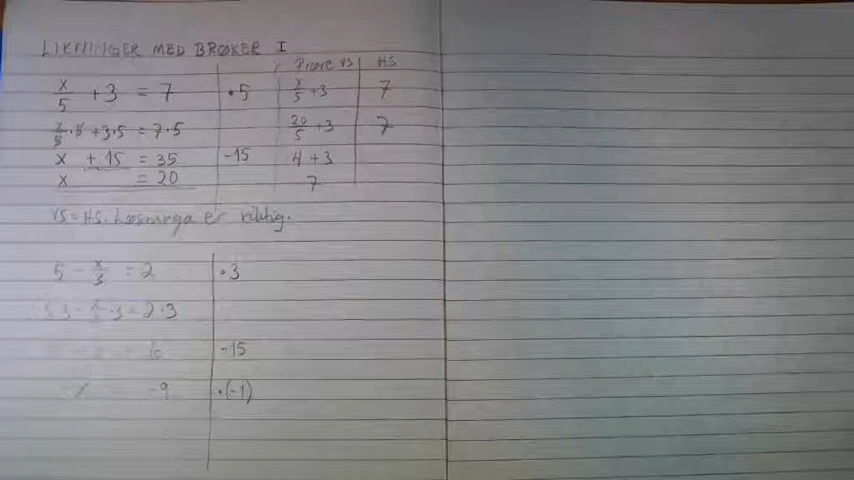 LIKNINGER MED BRØKER I
Prøve VS HS
x/5 + 3 = 7 | •5 | x/5 + 3 | 7
x/5 • 5 + 3•5 = 7•5 | 20/5 + 3 | 7
x + 15 = 35 | -15 | 4 + 3
x = 20 | 7
VS = HS. Løsninga er riktig.
5 - x/3 = 2 | •3
5•3 - x/3 •3 = 2•3
6 | -15
-x -9 | •(-1)